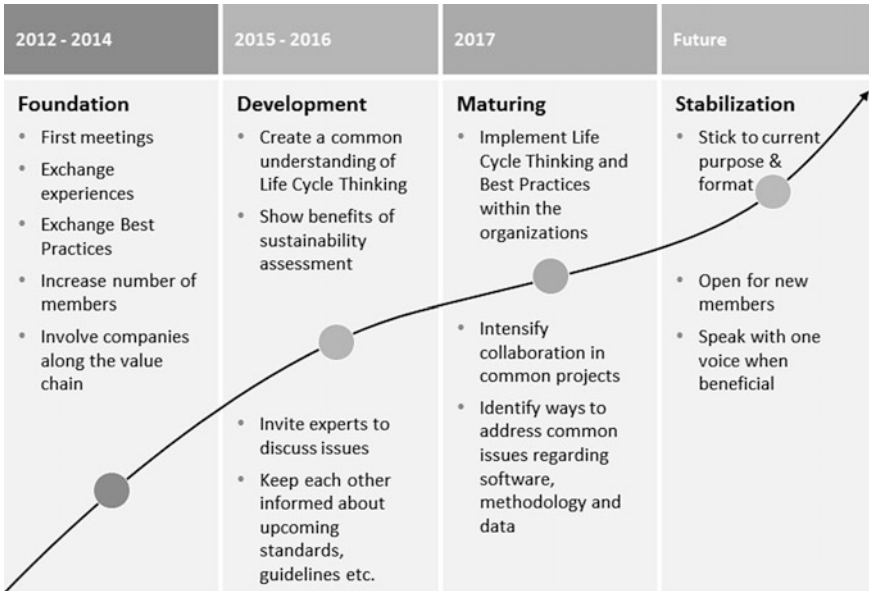 2012 - 2014
Foundation
• First meetings
• Exchange
experiences
• Exchange Best
Practices
• Increase number of
members
• Involve companies
along the value
chain
2015 - 2016
Development
• Create a common
understanding of
Life Cycle Thinking
• Show benefits of
sustainability
assessment
• Invite experts to
discuss issues
• Keep each other
informed about
upcoming
standards,
guidelines etc.
2017
Maturing
• Implement Life
Cycle Thinking and
Best Practices
within the
organizations
• Intensify
collaboration in
common projects
• Identify ways to
address common
issues regarding
software,
methodology and
data
Future
Stabilization
• Stick to current
purpose &
format
• Open for new
members
• Speak with one
voice when
beneficial